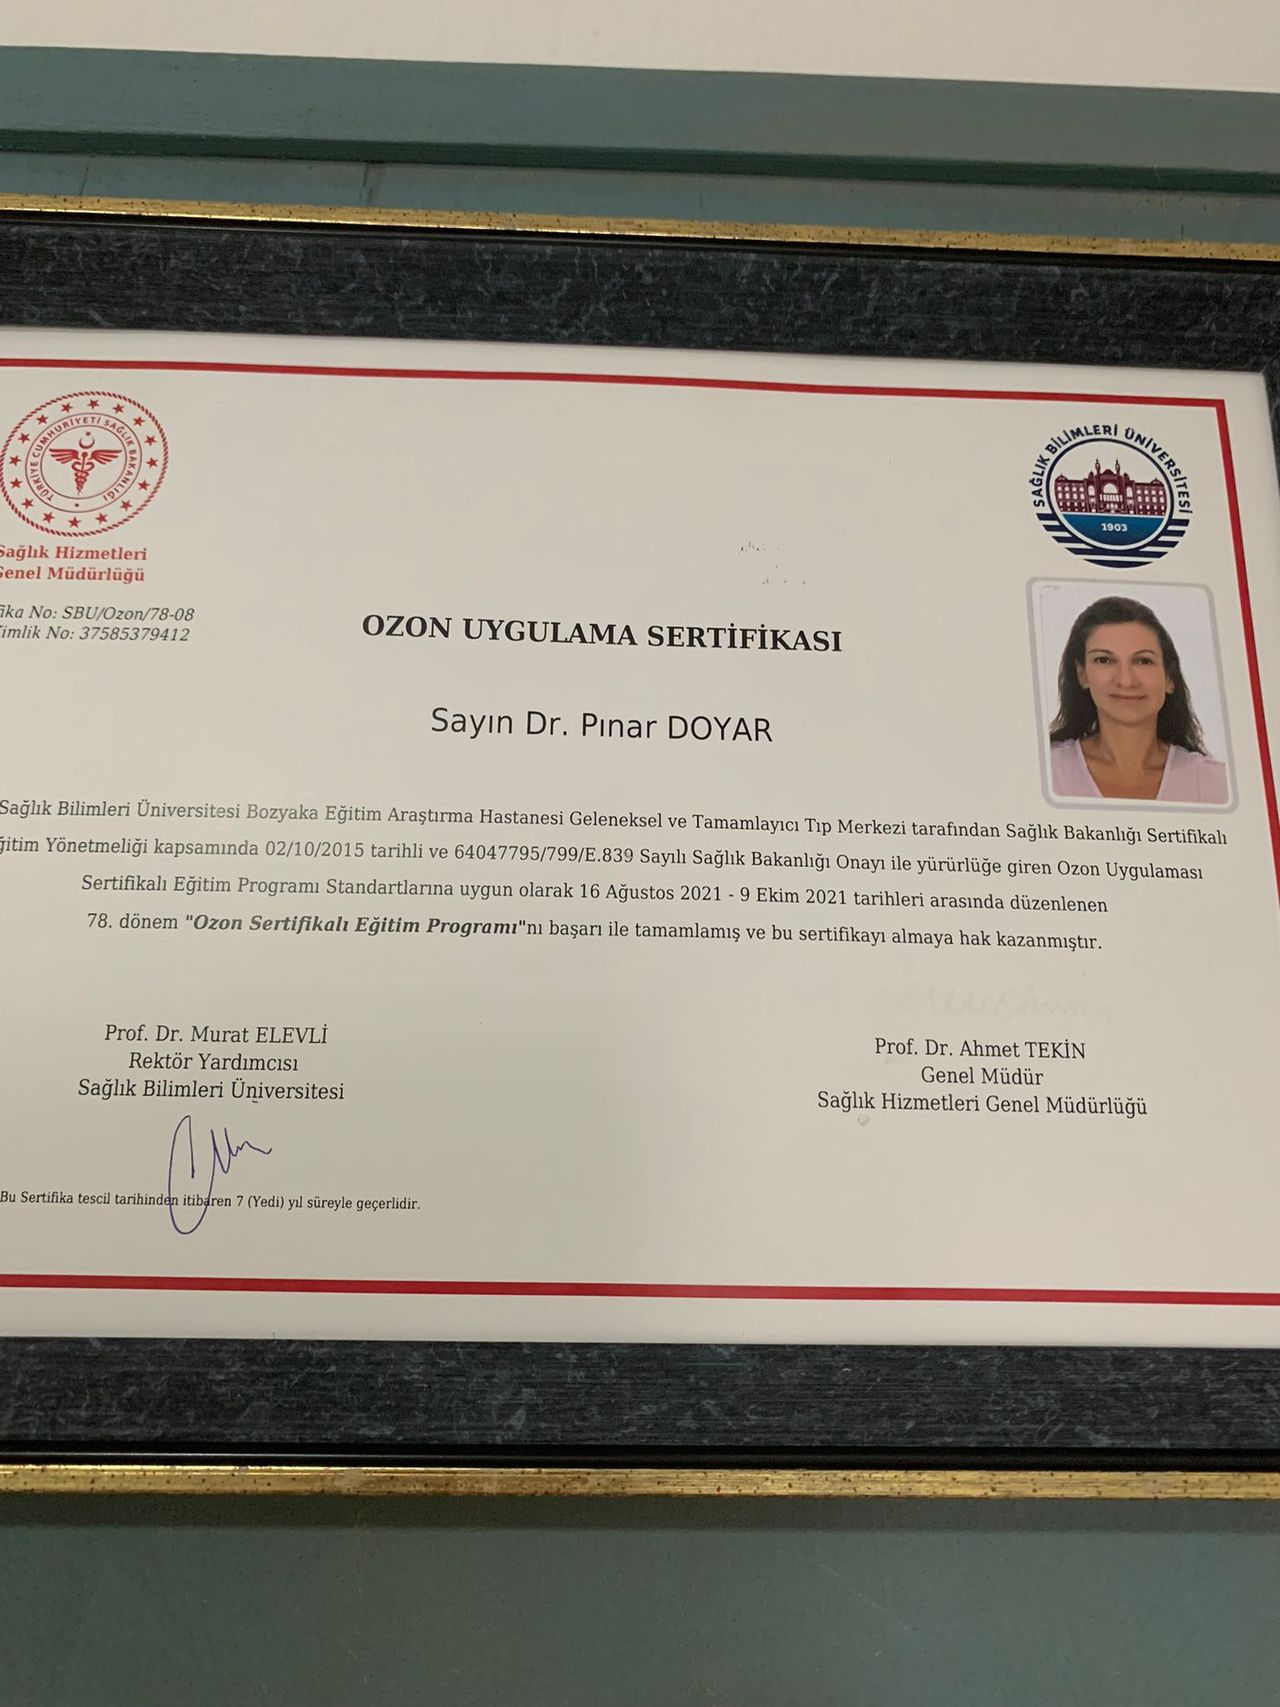 TÜRKİYE CUMHURİYETİ SAĞLIK BAKANLIĞI
Sağlık Hizmetleri
Genel Müdürlüğü
SAĞLIK BİLİMLERİ ÜNİVERSİTESİ
1903
fika No: SBU/Ozon/78-08
imlik No: 37585379412
OZON UYGULAMA SERTİFİKASI
Sayın Dr. Pınar DOYAR
Sağlık Bilimleri Üniversitesi Bozyaka Eğitim Araştırma Hastanesi Geleneksel ve Tamamlayıcı Tıp Merkezi tarafından Sağlık Bakanlığı Sertifikalı
ğitim Yönetmeliği kapsamında 02/10/2015 tarihli ve 64047795/799/E.839 Sayılı Sağlık Bakanlığı Onayı ile yürürlüğe giren Ozon Uygulaması
Sertifikalı Eğitim Programı Standartlarına uygun olarak 16 Ağustos 2021 - 9 Ekim 2021 tarihleri arasında düzenlenen
78. dönem "Ozon Sertifikalı Eğitim Programı"nı başarı ile tamamlamış ve bu sertifikayı almaya hak kazanmıştır.
Prof. Dr. Murat ELEVLİ
Rektör Yardımcısı
Sağlık Bilimleri Üniversitesi
Prof. Dr. Ahmet TEKİN
Genel Müdür
Sağlık Hizmetleri Genel Müdürlüğü
Bu Sertifika tescil tarihinden itibaren 7 (Yedi) yıl süreyle geçerlidir.